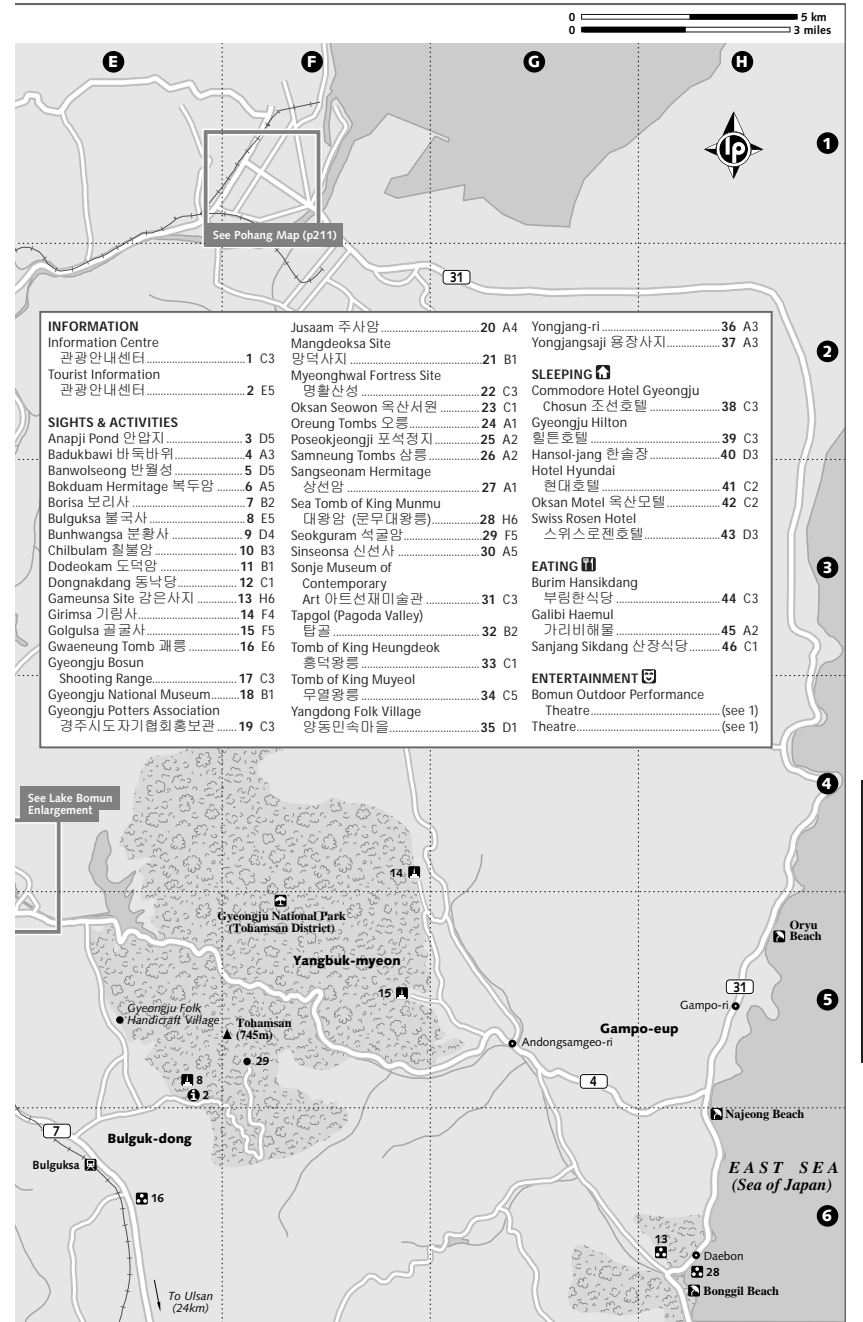 0 5 km
0 3 miles
E F G H
1
lp
See Pohang Map (p211)
31
INFORMATION
Information Centre
관광안내센터 1 C3
Tourist Information
관광안내센터 2 E5
SIGHTS & ACTIVITIES
Anapji Pond 안압지 3 D5
Badukbawi 바둑바위 4 A3
Banwolseong 반월성 5 D5
Bokduam Hermitage 복두암 6 A5
Borisa 보리사 7 B2
Bulguksa 불국사 8 E5
Bunhwangsa 분황사 9 D4
Chilbulam 칠불암 10 B3
Dodeokam 도덕암 11 B1
Dongnakdang 동낙당 12 C1
Gameunsa Site 감은사지 13 H6
Girimsa 기림사 14 F4
Golgulsa 골굴사 15 F5
Gwaeneung Tomb 괘릉 16 E6
Gyeongju Bosun
Shooting Range 17 C3
Gyeongju National Museum 18 B1
Gyeongju Potters Association
경주시도자기협회홍보관 19 C3
Jusaam 주사암 20 A4
Mangdeoksa Site
망덕사지 21 B1
Myeonghwal Fortress Site
명활산성 22 C3
Oksan Seowon 옥산서원 23 C1
Oreung Tombs 오릉 24 A1
Poseokjeongji 포석정지 25 A2
Samneung Tombs 삼릉 26 A2
Sangseonam Hermitage
상선암 27 A1
Sea Tomb of King Munmu
대왕암 (문무대왕릉) 28 H6
Seokguram 석굴암 29 F5
Sinseonsa 신선사 30 A5
Sonje Museum of
Contemporary
Art 아트선재미술관 31 C3
Tapgol (Pagoda Valley)
탑골 32 B2
Tomb of King Heungdeok
흥덕왕릉 33 C1
Tomb of King Muyeol
무열왕릉 34 C5
Yangdong Folk Village
양동민속마을 35 D1
Yongjang-ri 36 A3
Yongjangsaji 용장사지 37 A3
SLEEPING
Commodore Hotel Gyeongju
Chosun 조선호텔 38 C3
Gyeongju Hilton
힐튼호텔 39 C3
Hansol-jang 한솔장 40 D3
Hotel Hyundai
현대호텔 41 C2
Oksan Motel 옥산모텔 42 C2
Swiss Rosen Hotel
스위스로젠호텔 43 D3
EATING
Burim Hansikdang
부림한식당 44 C3
Galibi Haemul
가리비해물 45 A2
Sanjang Sikdang 산장식당 46 C1
ENTERTAINMENT
Bomun Outdoor Performance
Theatre (see 1)
Theatre (see 1)
2
3
4
See Lake Bomun
Enlargement
14
Gyeongju National Park
(Tohamsan District)
Oryu
Beach
Yangbuk-myeon
31
15
Gampo-ri
5
Gyeongju Folk
Handicraft Village
Tohamsan
(745m)
Gampo-eup
Andongsamgeo-ri
29
8
2
4
Najeong Beach
7
Bulguk-dong
Bulguksa
EAST SEA
(Sea of Japan)
16
6
13
Daebon
28
Bonggil Beach
To Ulsan
(24km)